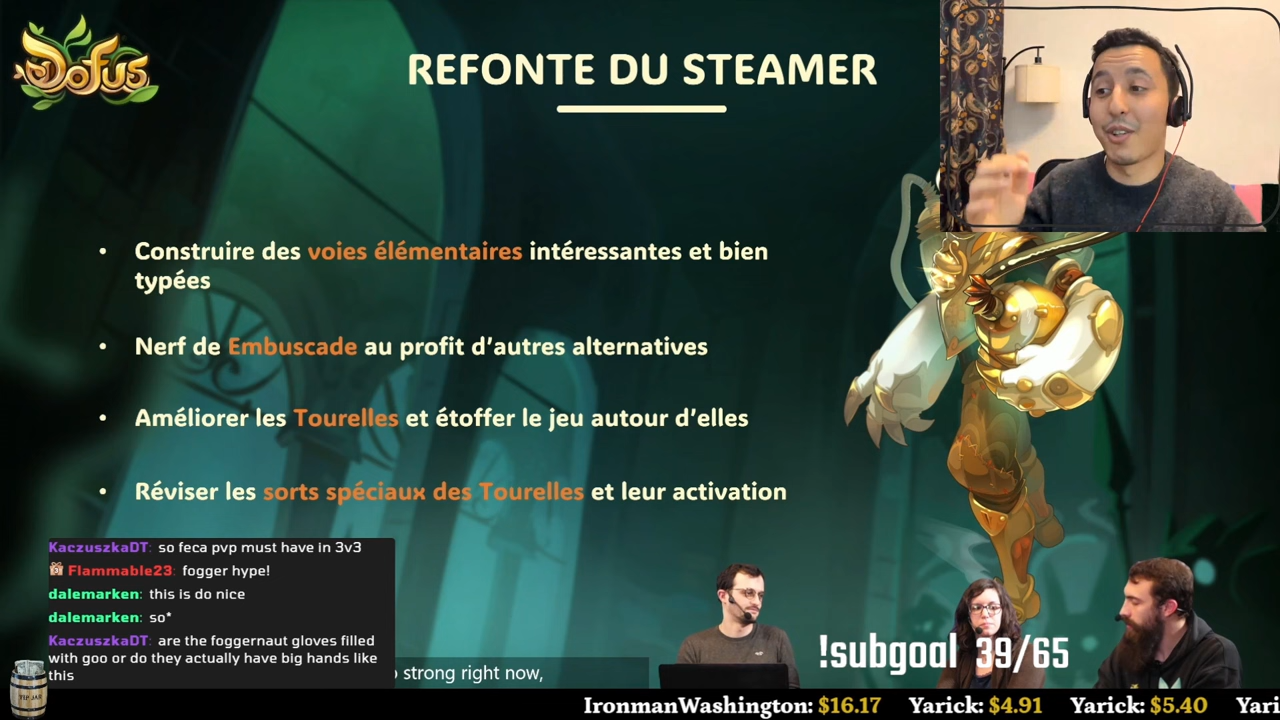 Dofus
REFONTE DU STEAMER
• Construire des voies élémentaires intéressantes et bien
typées
• Nerf de Embuscade au profit d'autres alternatives
• Améliorer les Tourelles et étoffer le jeu autour d'elles
• Réviser les sorts spéciaux des Tourelles et leur activation
KaczuszkaDT: so feca pvp must have in 3v3
Flammable23: fogger hype!
dalemarken: this is do nice
dalemarken: so*
KaczuszkaDT: are the foggernaut gloves filled
with goo or do they actually have big hands like
this
strong right now,
!subgoal 39/65
TIP JAR
IronmanWashington: $16.17 Yarick: $4.91 Yarick: $5.40 Yari